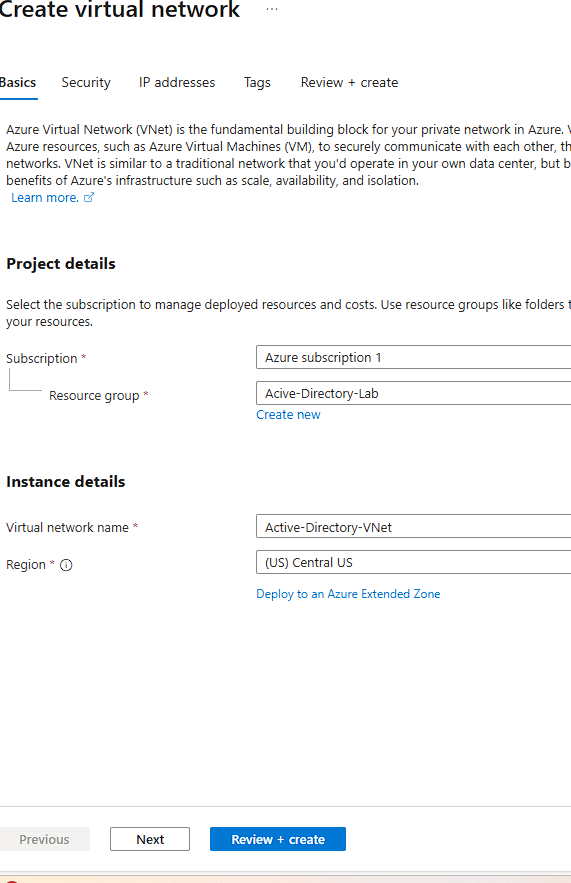 Create virtual network ...
Basics Security IP addresses Tags Review + create
Azure Virtual Network (VNet) is the fundamental building block for your private network in Azure.
Azure resources, such as Azure Virtual Machines (VM), to securely communicate with each other,
networks. VNet is similar to a traditional network that you'd operate in your own data center, but
benefits of Azure's infrastructure such as scale, availability, and isolation.
Learn more.
Project details
Select the subscription to manage deployed resources and costs. Use resource groups like folders
your resources.
Subscription * Azure subscription 1
Resource group * Acive-Directory-Lab
Create new
Instance details
Virtual network name * Active-Directory-VNet
Region * (US) Central US
Deploy to an Azure Extended Zone
Previous Next Review + create